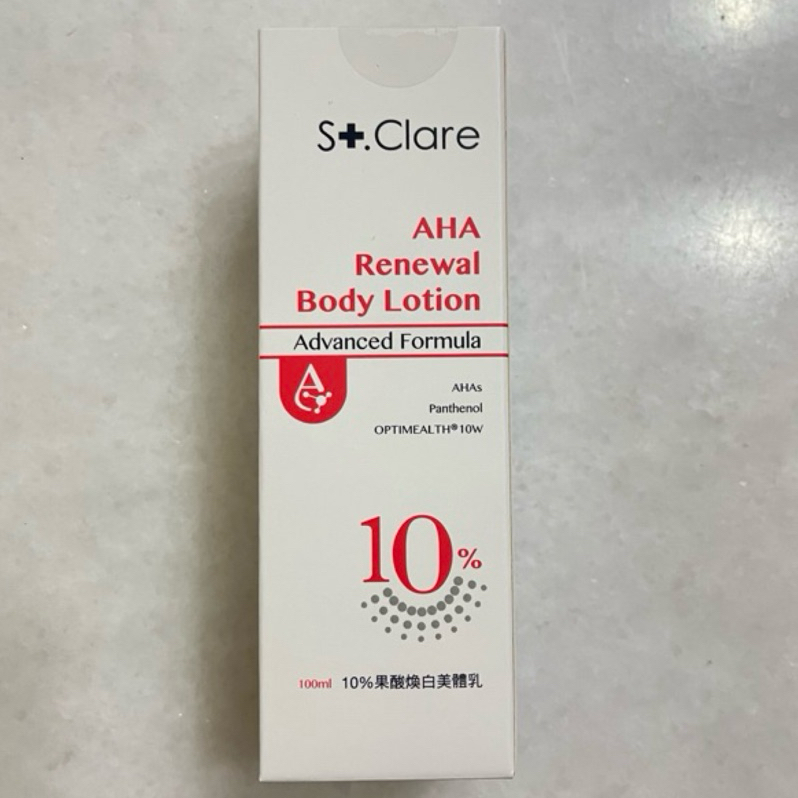 St.Clare
AHA
Renewal
Body Lotion
Advanced Formula
A
AHAs
Panthenol
OPTIMEALTH® 10W
10%
100ml 10%果酸煥白美體乳